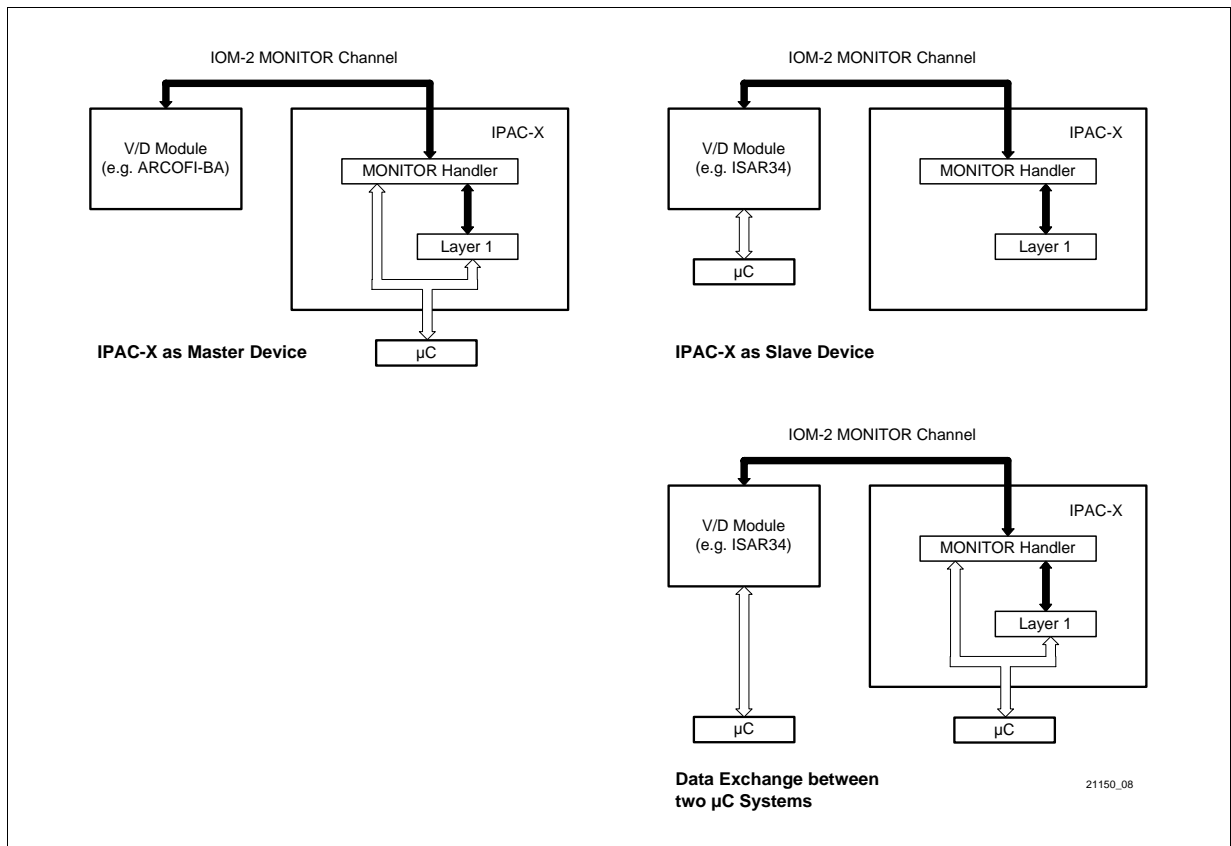 IOM-2 MONITOR Channel
V/D Module
(e.g. ARCOFI-BA)
IPAC-X
MONITOR Handler
Layer 1
µC
IPAC-X as Master Device
IOM-2 MONITOR Channel
V/D Module
(e.g. ISAR34)
IPAC-X
MONITOR Handler
Layer 1
µC
IPAC-X as Slave Device
IOM-2 MONITOR Channel
V/D Module
(e.g. ISAR34)
IPAC-X
MONITOR Handler
Layer 1
µC
µC
Data Exchange between
two µC Systems
21150_08